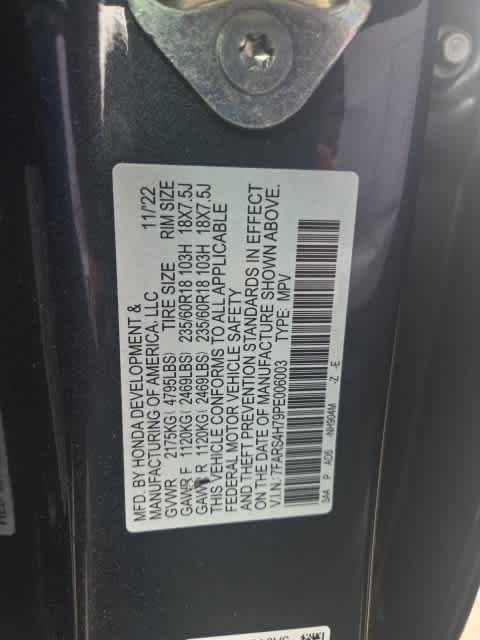 MFD. BY HONDA DEVELOPMENT &
MANUFACTURING OF AMERICA, LLC 11/22
GVWR 2175KG( 4795LBS) TIRE SIZE RIM SIZE
GAWR F 1120KG( 2469LBS) 235/60R18 103H 18X7.5J
GAWR R 1120KG( 2469LBS) 235/60R18 103H 18X7.5J
THIS VEHICLE CONFORMS TO ALL APPLICABLE
FEDERAL MOTOR VEHICLE SAFETY
AND THEFT PREVENTION STANDARDS IN EFFECT
ON THE DATE OF MANUFACTURE SHOWN ABOVE.
V.I.N.: 7FARS4H79PE006003 TYPE: MPV
3A4 P A06 -NH904M -Z -E